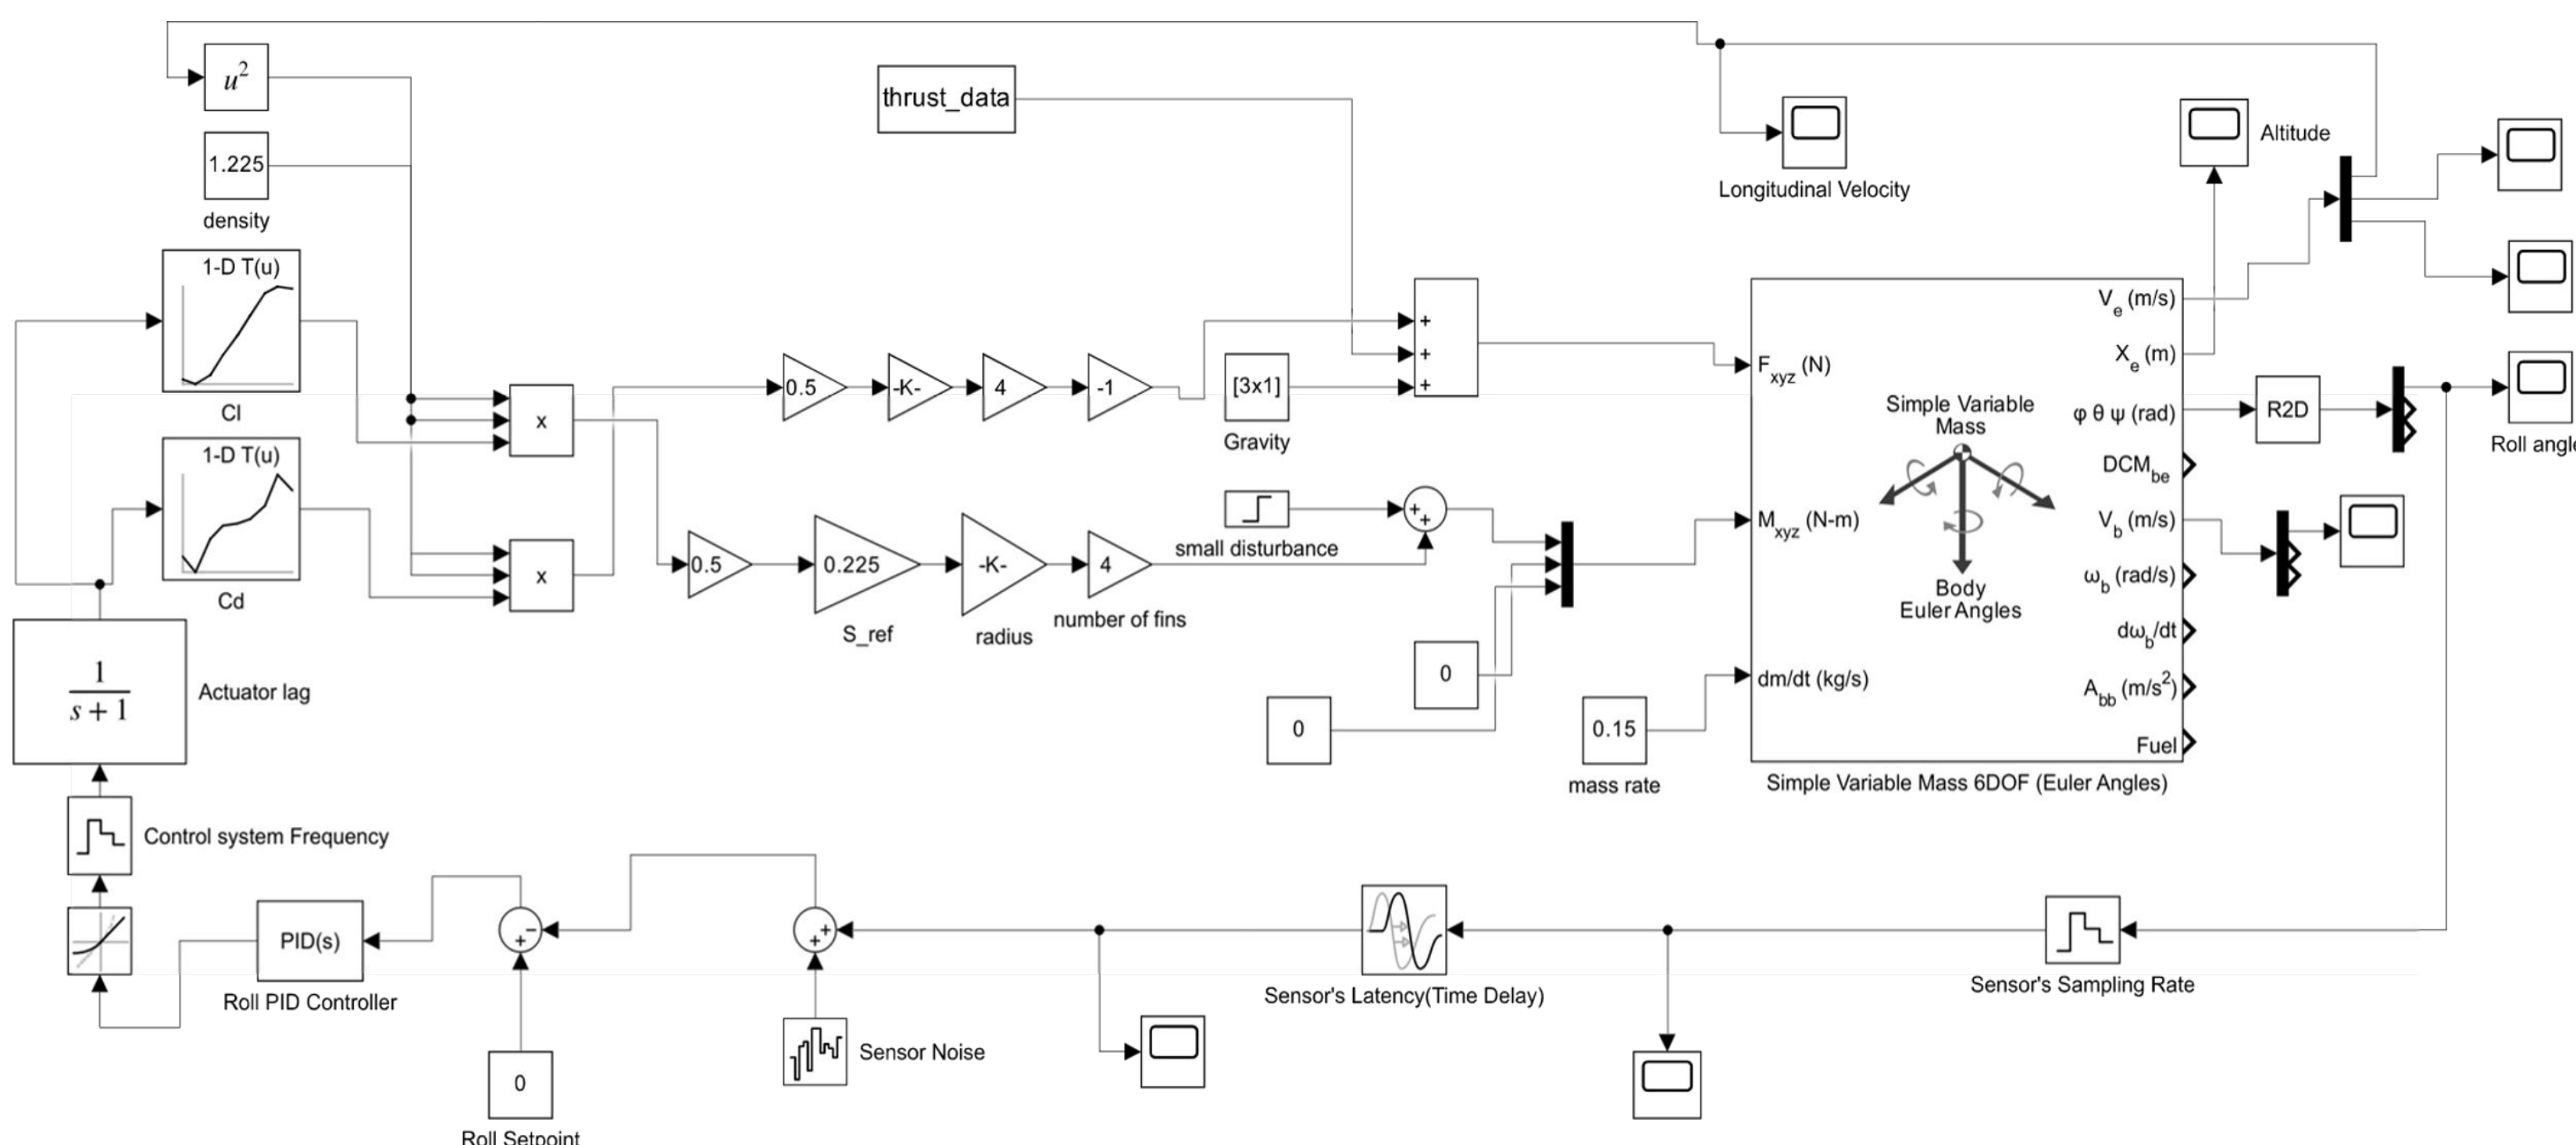 u²
thrust_data
1.225
density
Longitudinal Velocity
Altitude
1-D T(u)
Cl
1-D T(u)
Cd
0.5
-K-
4
-1
[3x1]
Gravity
+
+
+
x
x
0.5
0.225
S_ref
-K-
radius
4
number of fins
small disturbance
+
+
0
0
0.15
mass rate
F_xyz (N)
M_xyz (N-m)
dm/dt (kg/s)
Simple Variable
Mass
Body
Euler Angles
V_e (m/s)
X_e (m)
φ θ ψ (rad)
DCM_be
V_b (m/s)
ω_b (rad/s)
dω_b/dt
A_bb (m/s²)
Fuel
Simple Variable Mass 6DOF (Euler Angles)
R2D
Roll angle
1
s + 1
Actuator lag
Control system Frequency
PID(s)
Roll PID Controller
+
−
0
Roll Setpoint
+
+
Sensor Noise
Sensor's Latency(Time Delay)
Sensor's Sampling Rate